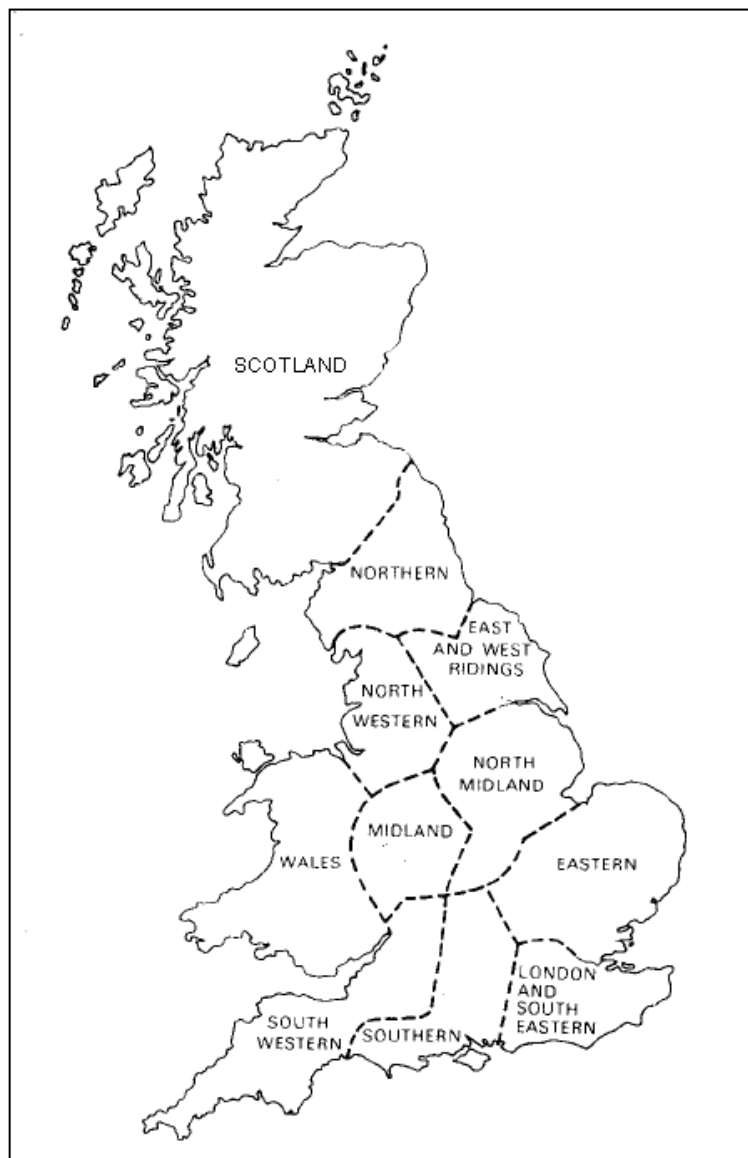 SCOTLAND
NORTHERN
EAST
AND WEST
RIDINGS
NORTH
WESTERN
NORTH
MIDLAND
MIDLAND
WALES
EASTERN
LONDON
AND
SOUTH
EASTERN
SOUTH
WESTERN
SOUTHERN